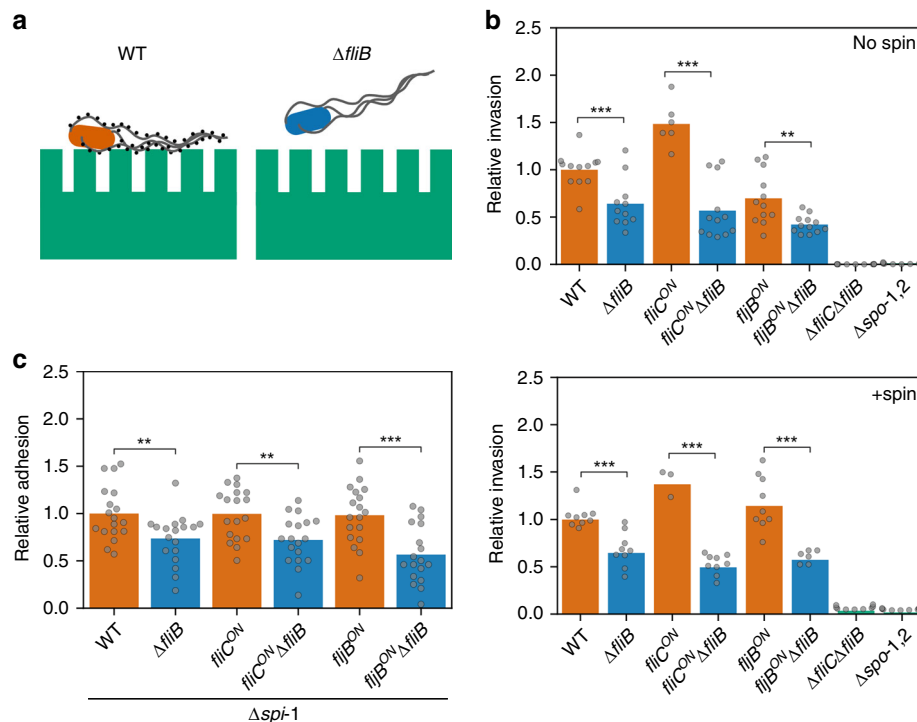 a
WT
ΔfliB
b
No spin
Relative invasion
2.5
2.0
1.5
1.0
0.5
0.0
***
***
**
WT
ΔfliB
fliC^ON
fliC^ON ΔfliB
fljB^ON
fljB^ON ΔfliB
ΔfliCΔfliB
Δspo-1,2
c
Relative adhesion
2.5
2.0
1.5
1.0
0.5
0.0
**
**
***
WT
ΔfliB
fliC^ON
fliC^ON ΔfliB
fljB^ON
fljB^ON ΔfliB
Δspi-1
+spin
Relative invasion
2.5
2.0
1.5
1.0
0.5
0.0
***
***
***
WT
ΔfliB
fliC^ON
fliC^ON ΔfliB
fljB^ON
fljB^ON ΔfliB
ΔfliCΔfliB
Δspo-1,2